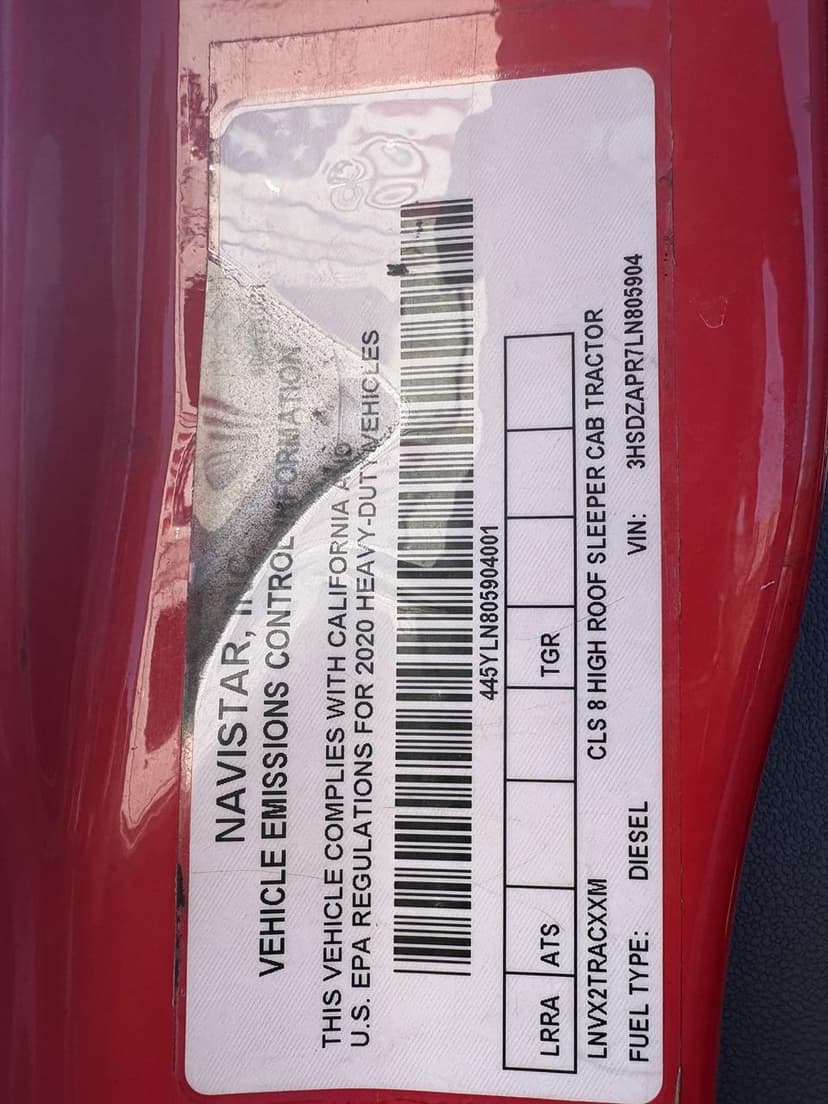 NAVISTAR, INC.
VEHICLE EMISSIONS CONTROL INFORMATION
THIS VEHICLE COMPLIES WITH CALIFORNIA AND
U.S. EPA REGULATIONS FOR 2020 HEAVY-DUTY VEHICLES
445YLN805904001
LRRA ATS TGR
LNVX2TRACXXM CLS 8 HIGH ROOF SLEEPER CAB TRACTOR
FUEL TYPE: DIESEL VIN: 3HSDZAPR7LN805904